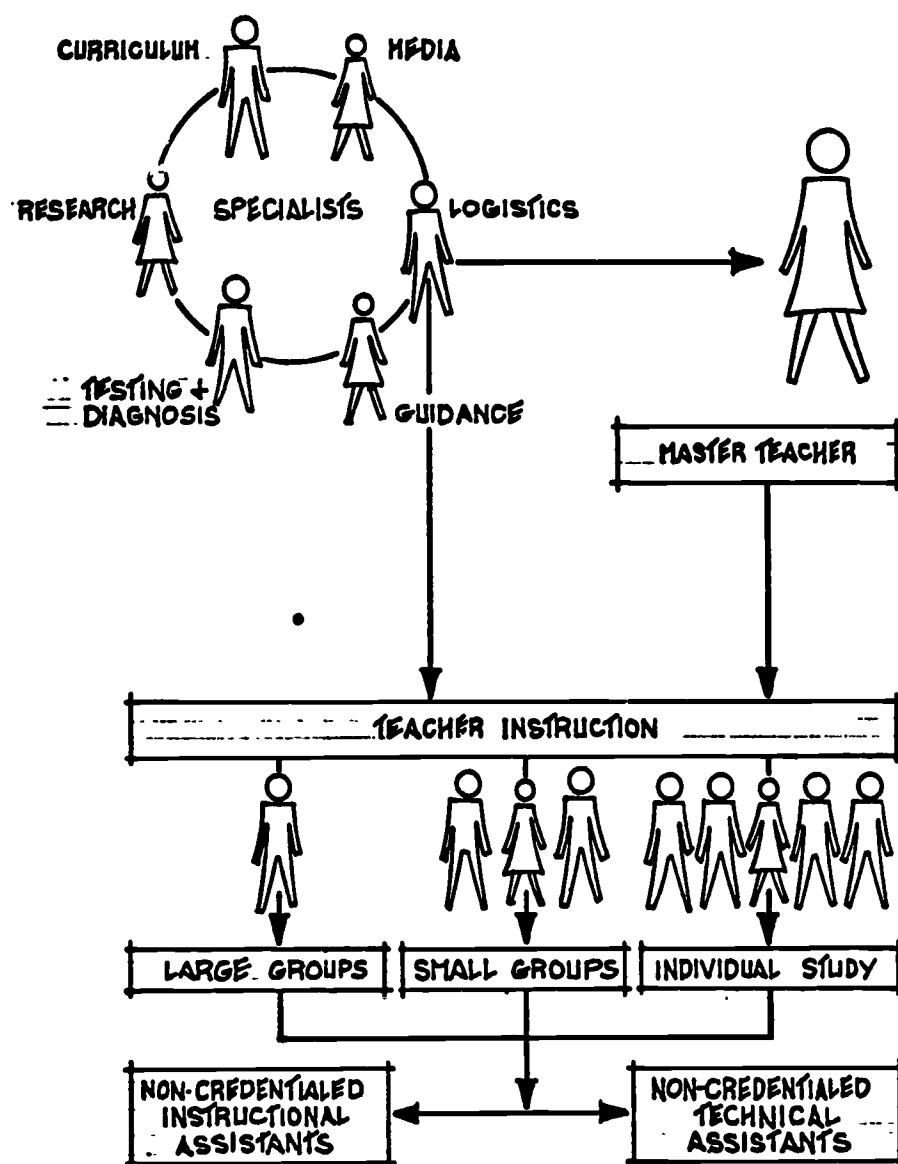 CURRICULUM
MEDIA
RESEARCH
SPECIALISTS
LOGISTICS
TESTING +
DIAGNOSIS
GUIDANCE
MASTER TEACHER
TEACHER INSTRUCTION
LARGE GROUPS
SMALL GROUPS
INDIVIDUAL STUDY
NON-CREDENTIALED
INSTRUCTIONAL
ASSISTANTS
NON-CREDENTIALED
TECHNICAL
ASSISTANTS